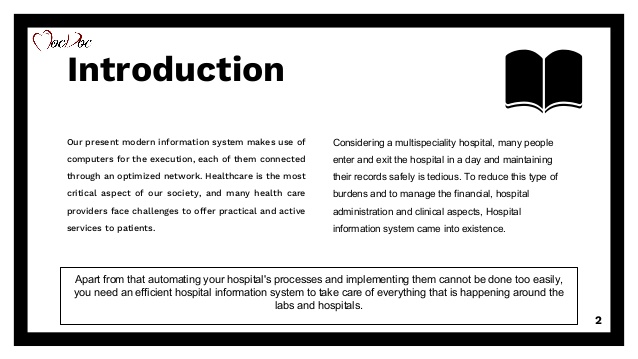 MocDoc
Introduction
Our present modern information system makes use of
computers for the execution, each of them connected
through an optimized network. Healthcare is the most
critical aspect of our society, and many health care
providers face challenges to offer practical and active
services to patients.
Considering a multispeciality hospital, many people
enter and exit the hospital in a day and maintaining
their records safely is tedious. To reduce this type of
burdens and to manage the financial, hospital
administration and clinical aspects, Hospital
information system came into existence.
Apart from that automating your hospital's processes and implementing them cannot be done too easily,
you need an efficient hospital information system to take care of everything that is happening around the
labs and hospitals.
2